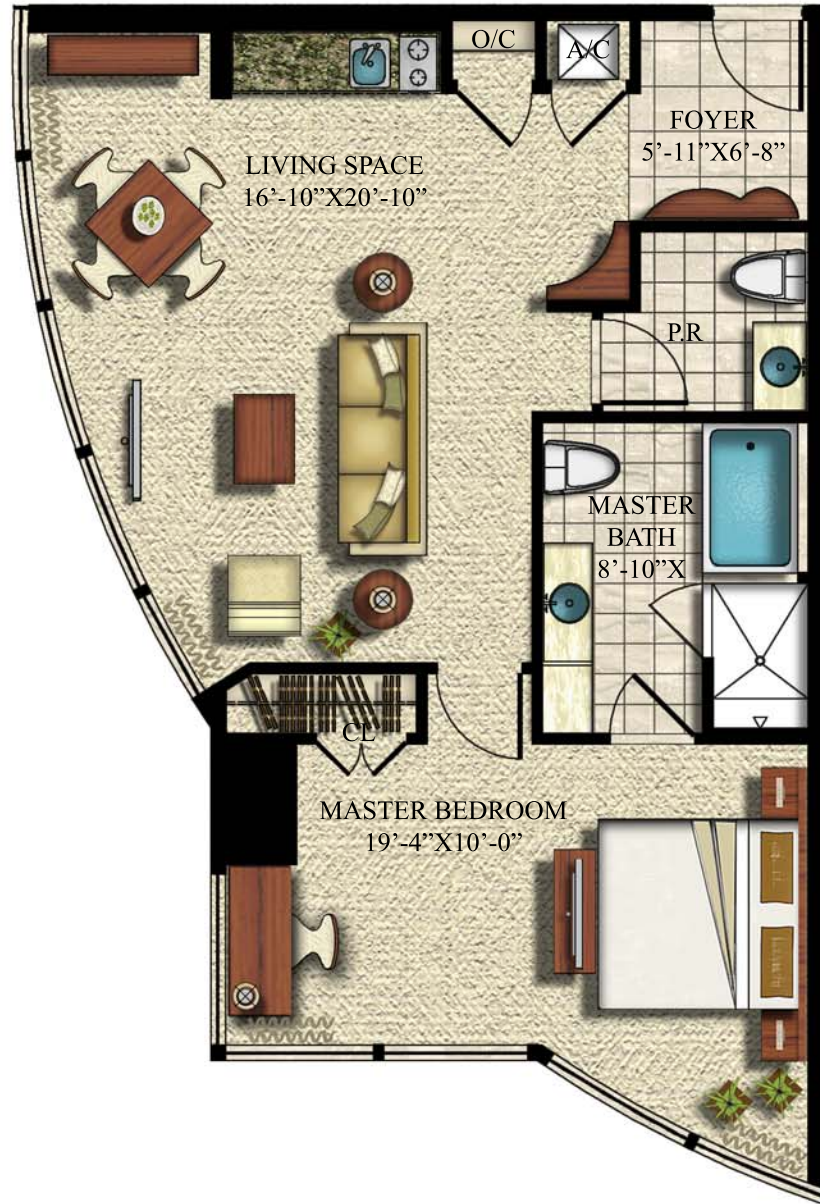 O/C
A/C
FOYER
5’-11”X6’-8”
LIVING SPACE
16’-10”X20’-10”
P.R
MASTER
BATH
8’-10”X
CL
MASTER BEDROOM
19’-4”X10’-0”